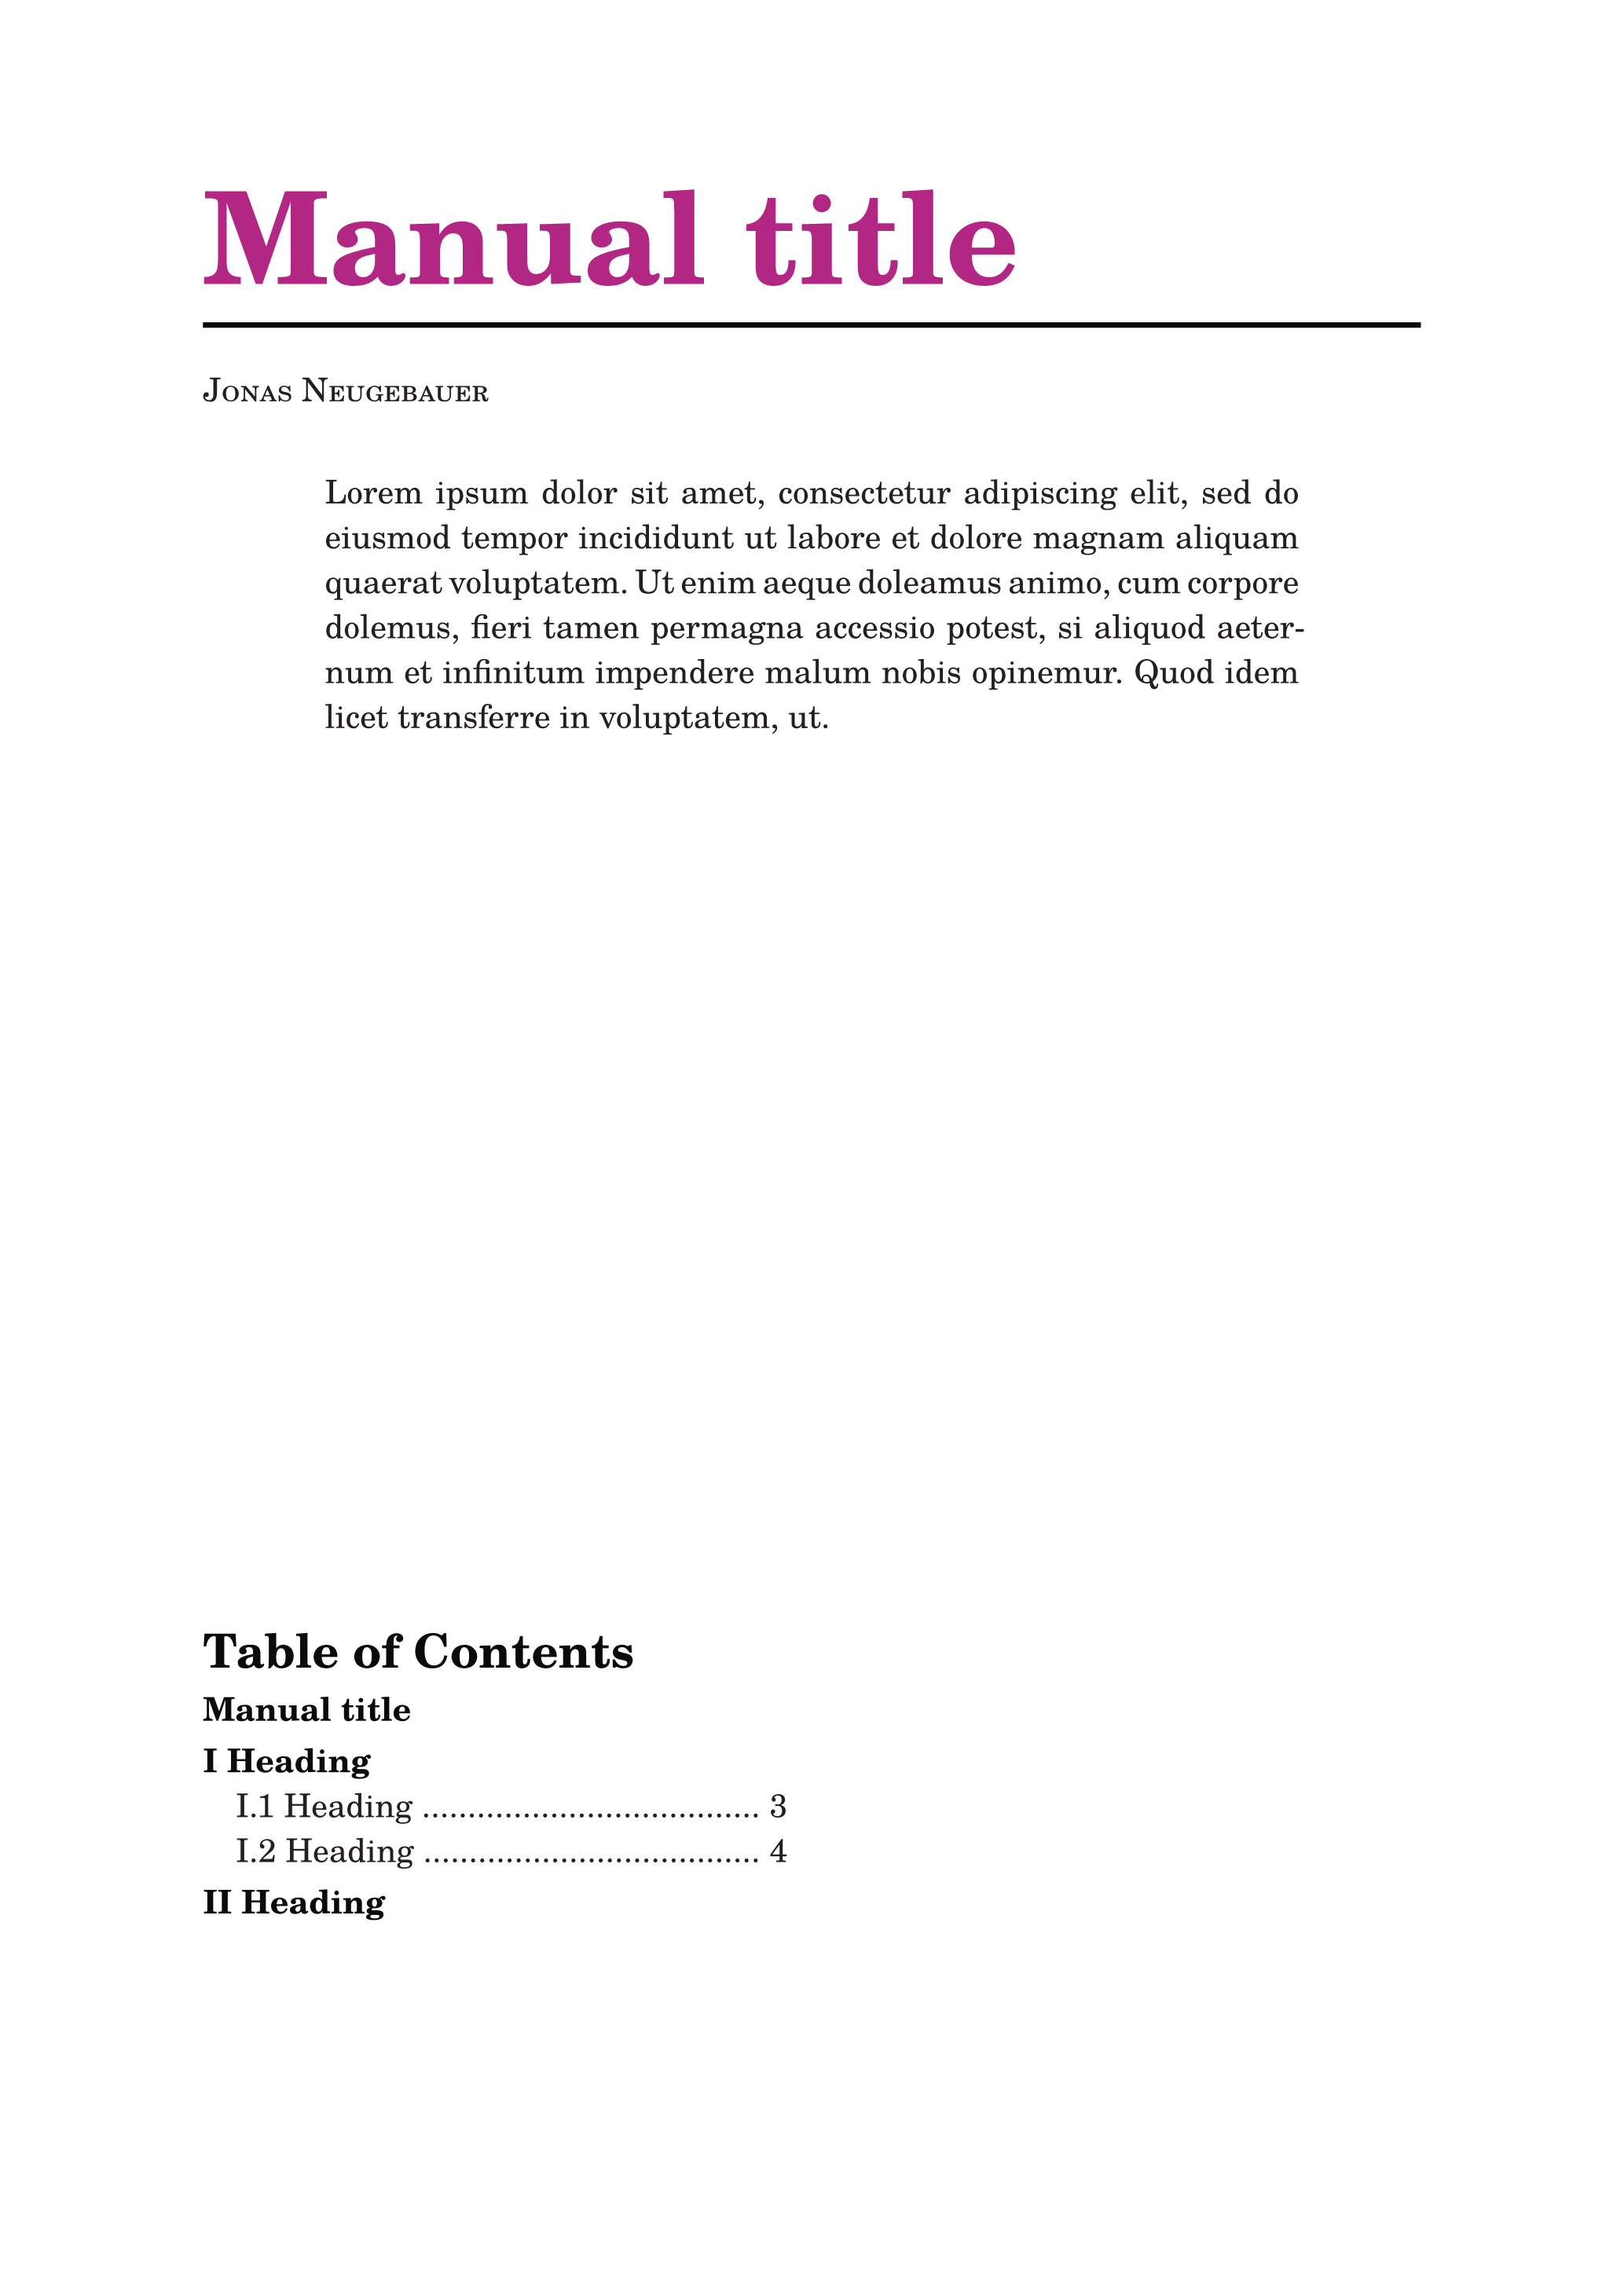 Manual title
Jonas Neugebauer
Lorem ipsum dolor sit amet, consectetur adipiscing elit, sed do
eiusmod tempor incididunt ut labore et dolore magnam aliquam
quaerat voluptatem. Ut enim aeque doleamus animo, cum corpore
dolemus, fieri tamen permagna accessio potest, si aliquod aeter-
num et infinitum impendere malum nobis opinemur. Quod idem
licet transferre in voluptatem, ut.
Table of Contents
Manual title
I Heading
I.1 Heading ..................................... 3
I.2 Heading ..................................... 4
II Heading